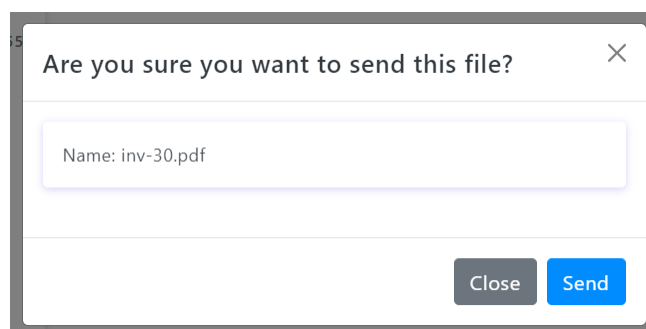 Are you sure you want to send this file?
Name: inv-30.pdf
Close
Send